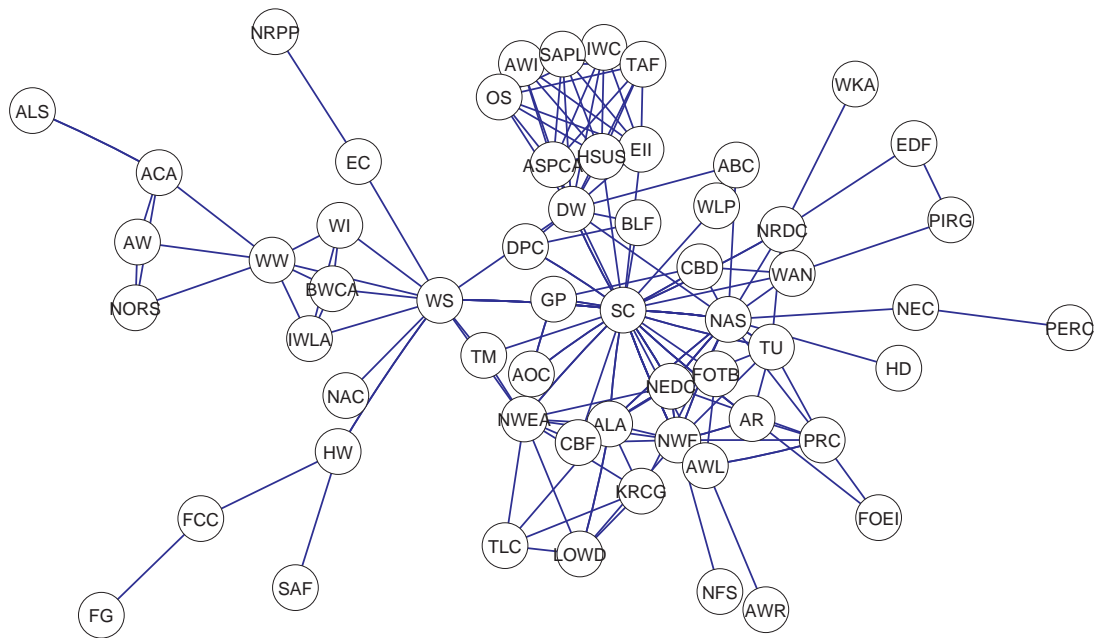 NRPP
SAPL
IWC
AWI
TAF
OS
WKA
ALS
EDF
EII
HSUS
EC
ASPCA
ABC
ACA
WLP
DW
PIRG
BLF
WI
NRDC
AW
DPC
WW
CBD
WAN
BWCA
WS
GP
NORS
SC
NEC
NAS
PERC
IWLA
TU
TM
HD
AOC
FOTB
NEDC
NAC
NWEA
AR
ALA
NWF
PRC
CBF
HW
AWL
KRCG
FOEI
FCC
TLC
LOWD
SAF
NFS
AWR
FG